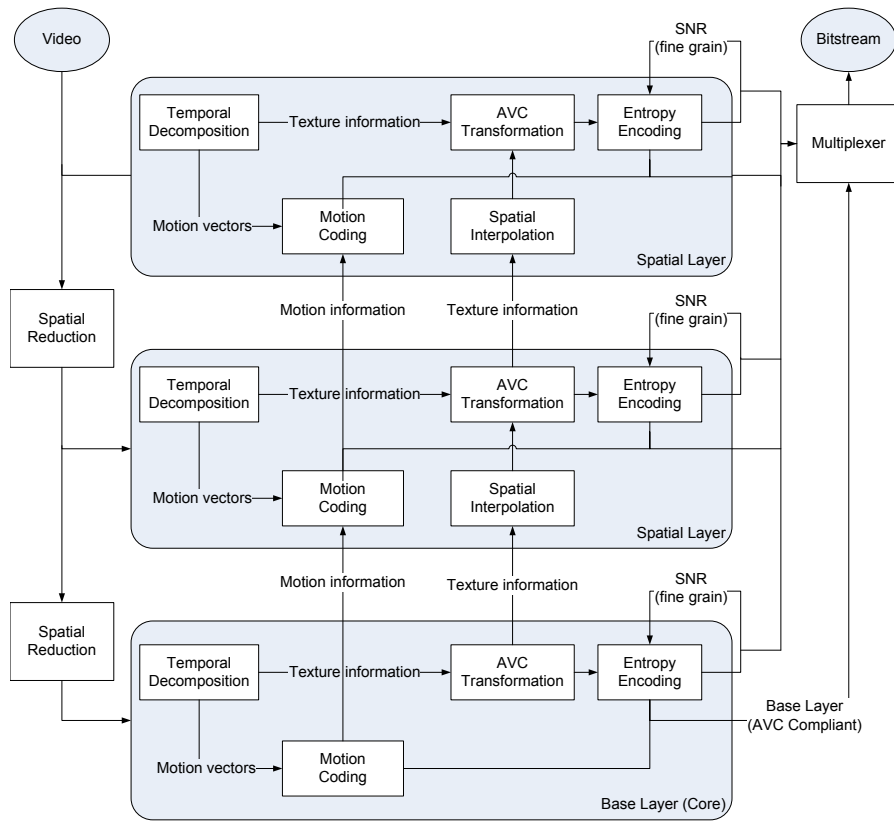 Video
SNR
(fine grain)
Bitstream
Temporal
Decomposition
Texture information
AVC
Transformation
Entropy
Encoding
Multiplexer
Motion vectors
Motion
Coding
Spatial
Interpolation
Spatial Layer
Spatial
Reduction
Motion information
Texture information
SNR
(fine grain)
Temporal
Decomposition
Texture information
AVC
Transformation
Entropy
Encoding
Motion vectors
Motion
Coding
Spatial
Interpolation
Spatial Layer
Motion information
Texture information
SNR
(fine grain)
Spatial
Reduction
Temporal
Decomposition
Texture information
AVC
Transformation
Entropy
Encoding
Base Layer
(AVC Compliant)
Motion vectors
Motion
Coding
Base Layer (Core)